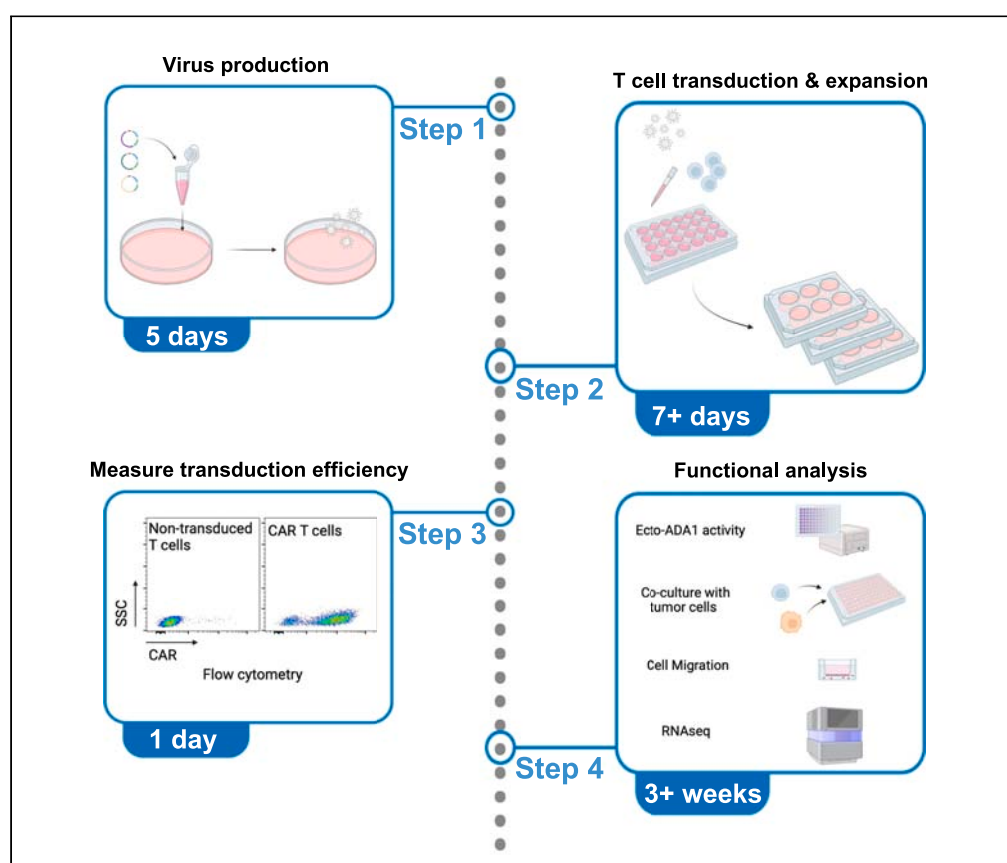 Virus production
Step 1
5 days
T cell transduction & expansion
Step 2
7+ days
Measure transduction efficiency
Step 3
Non-transduced
T cells
CAR T cells
SSC
CAR
Flow cytometry
1 day
Functional analysis
Step 4
Ecto-ADA1 activity
Co-culture with
tumor cells
Cell Migration
RNAseq
3+ weeks